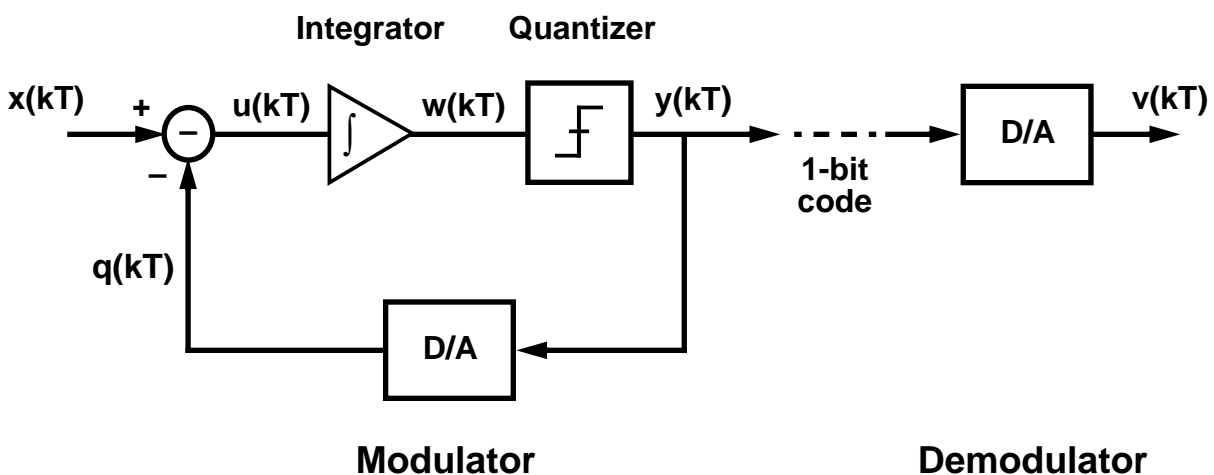 Integrator
Quantizer
x(kT)
+
−
−
u(kT)
∫
w(kT)
y(kT)
1-bit
code
D/A
v(kT)
q(kT)
D/A
Modulator
Demodulator